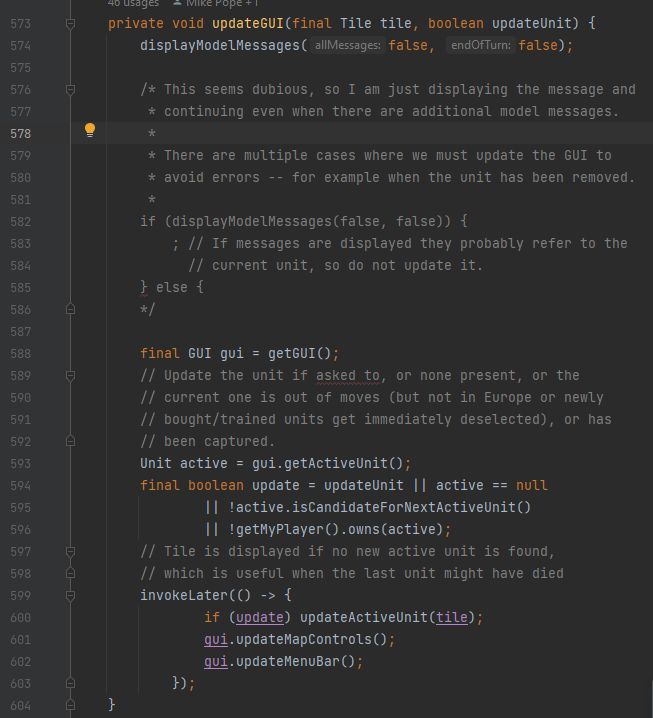 46 usages Mike Pope +1
573 private void updateGUI(final Tile tile, boolean updateUnit) {
574 displayModelMessages( allMessages: false, endOfTurn: false);
575
576 /* This seems dubious, so I am just displaying the message and
577 * continuing even when there are additional model messages.
578 *
579 * There are multiple cases where we must update the GUI to
580 * avoid errors -- for example when the unit has been removed.
581 *
582 if (displayModelMessages(false, false)) {
583 ; // If messages are displayed they probably refer to the
584 // current unit, so do not update it.
585 } else {
586 */
587
588 final GUI gui = getGUI();
589 // Update the unit if asked to, or none present, or the
590 // current one is out of moves (but not in Europe or newly
591 // bought/trained units get immediately deselected), or has
592 // been captured.
593 Unit active = gui.getActiveUnit();
594 final boolean update = updateUnit || active == null
595 || !active.isCandidateForNextActiveUnit()
596 || !getMyPlayer().owns(active);
597 // Tile is displayed if no new active unit is found,
598 // which is useful when the last unit might have died
599 invokeLater(() -> {
600 if (update) updateActiveUnit(tile);
601 gui.updateMapControls();
602 gui.updateMenuBar();
603 });
604 }